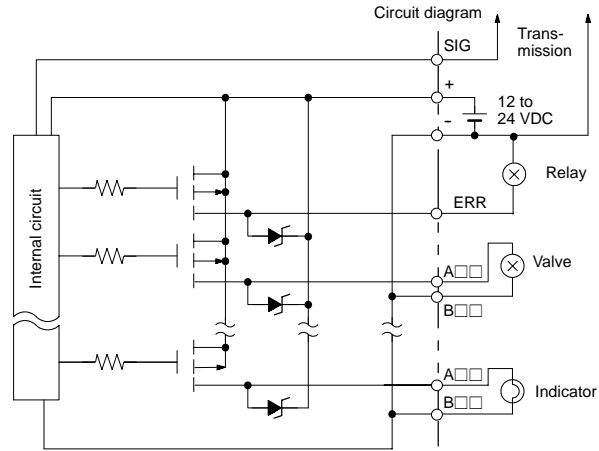 Circuit diagram
SIG
Trans-
mission
+
-
12 to
24 VDC
Relay
ERR
Internal circuit
A□□
Valve
B□□
A□□
Indicator
B□□